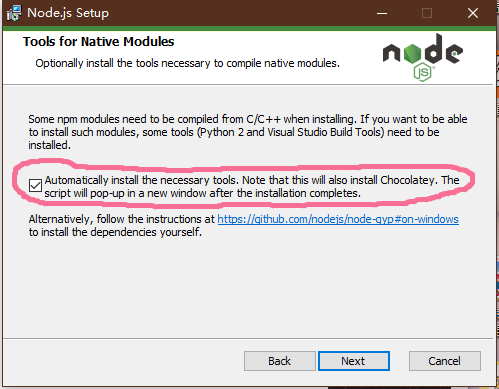 Node.js Setup
Tools for Native Modules
Optionally install the tools necessary to compile native modules.
node
JS
Some npm modules need to be compiled from C/C++ when installing. If you want to be able
to install such modules, some tools (Python 2 and Visual Studio Build Tools) need to be
installed.
Automatically install the necessary tools. Note that this will also install Chocolatey. The
script will pop-up in a new window after the installation completes.
Alternatively, follow the instructions at https://github.com/nodejs/node-gyp#on-windows
to install the dependencies yourself.
Back Next Cancel